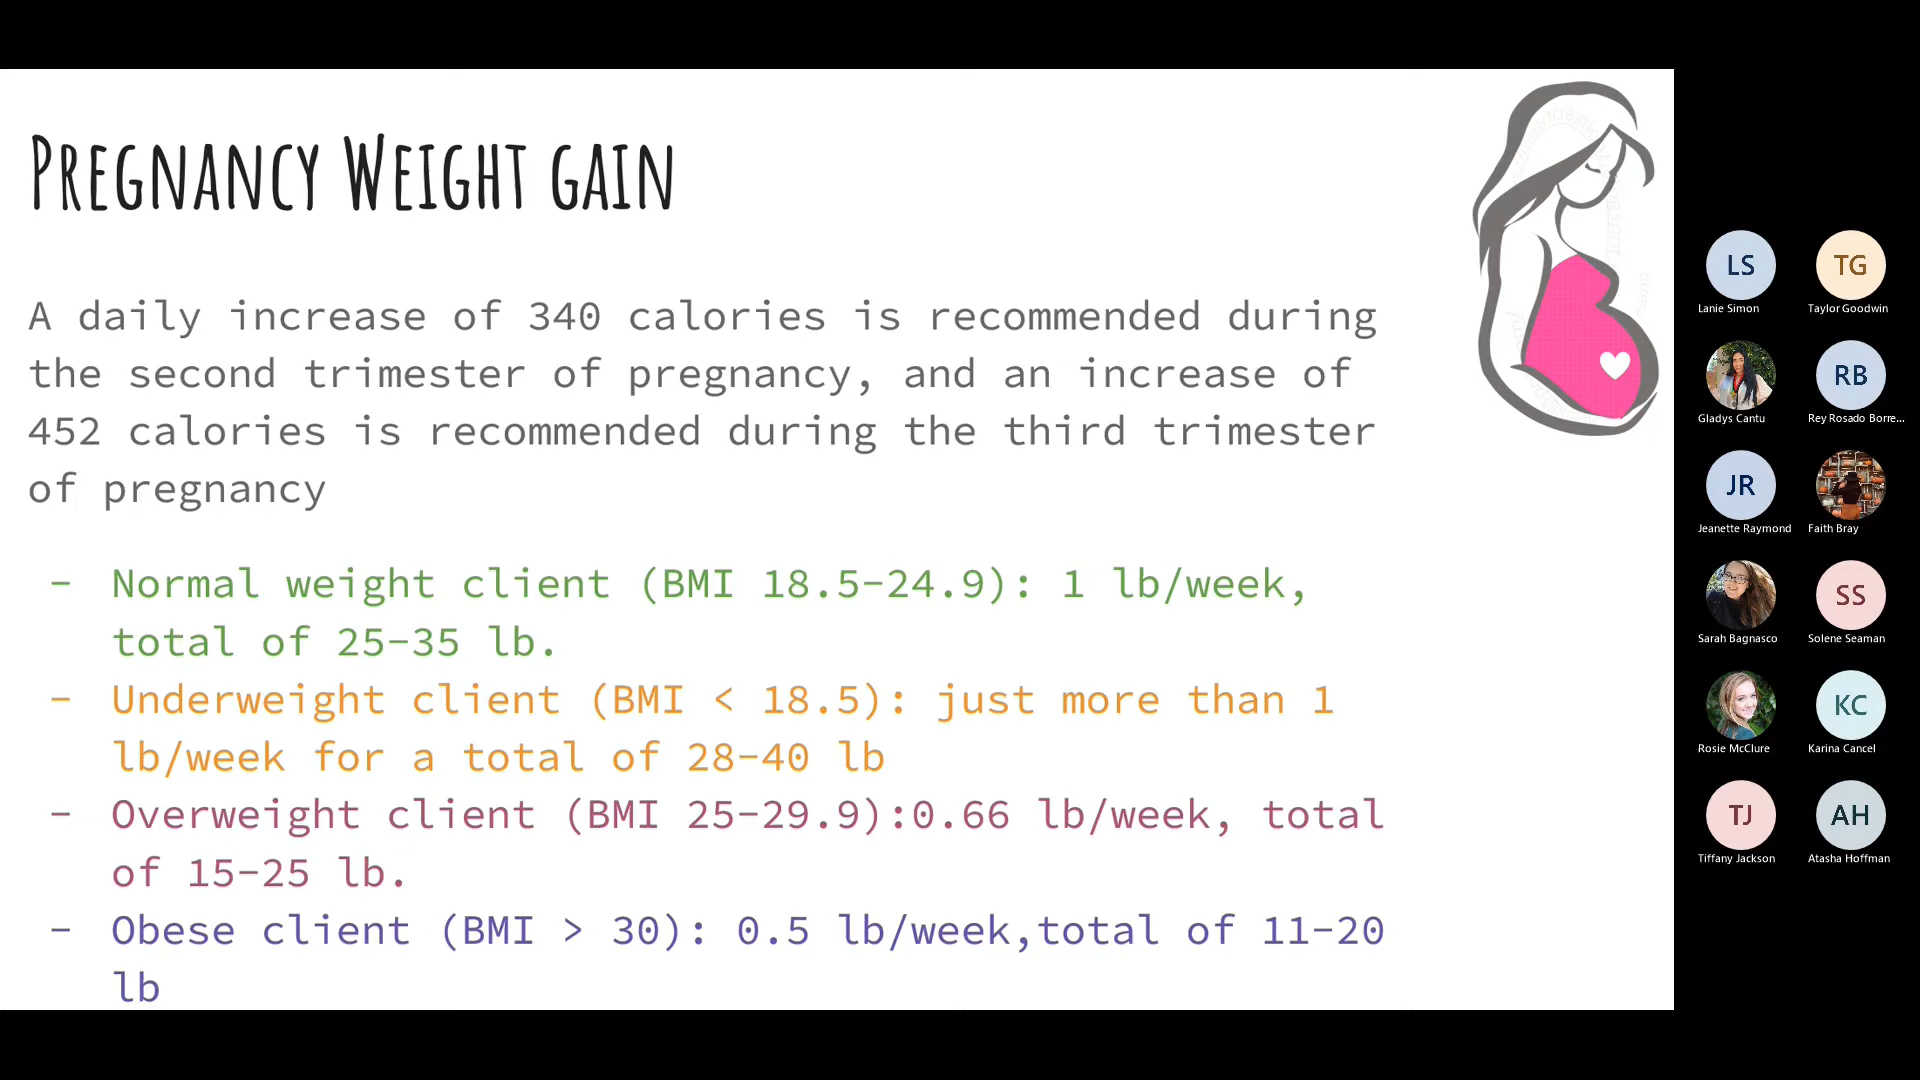 PREGNANCY WEIGHT GAIN
A daily increase of 340 calories is recommended during
the second trimester of pregnancy, and an increase of
452 calories is recommended during the third trimester
of pregnancy
- Normal weight client (BMI 18.5-24.9): 1 lb/week,
total of 25-35 lb.
- Underweight client (BMI < 18.5): just more than 1
lb/week for a total of 28-40 lb
- Overweight client (BMI 25-29.9):0.66 lb/week, total
of 15-25 lb.
- Obese client (BMI > 30): 0.5 lb/week,total of 11-20
lb
LS
Lanie Simon
TG
Taylor Goodwin
Gladys Cantu
RB
Rey Rosado Borre...
JR
Jeanette Raymond
Faith Bray
Sarah Bagnasco
SS
Solene Seaman
Rosie McClure
KC
Karina Cancel
TJ
Tiffany Jackson
AH
Atasha Hoffman